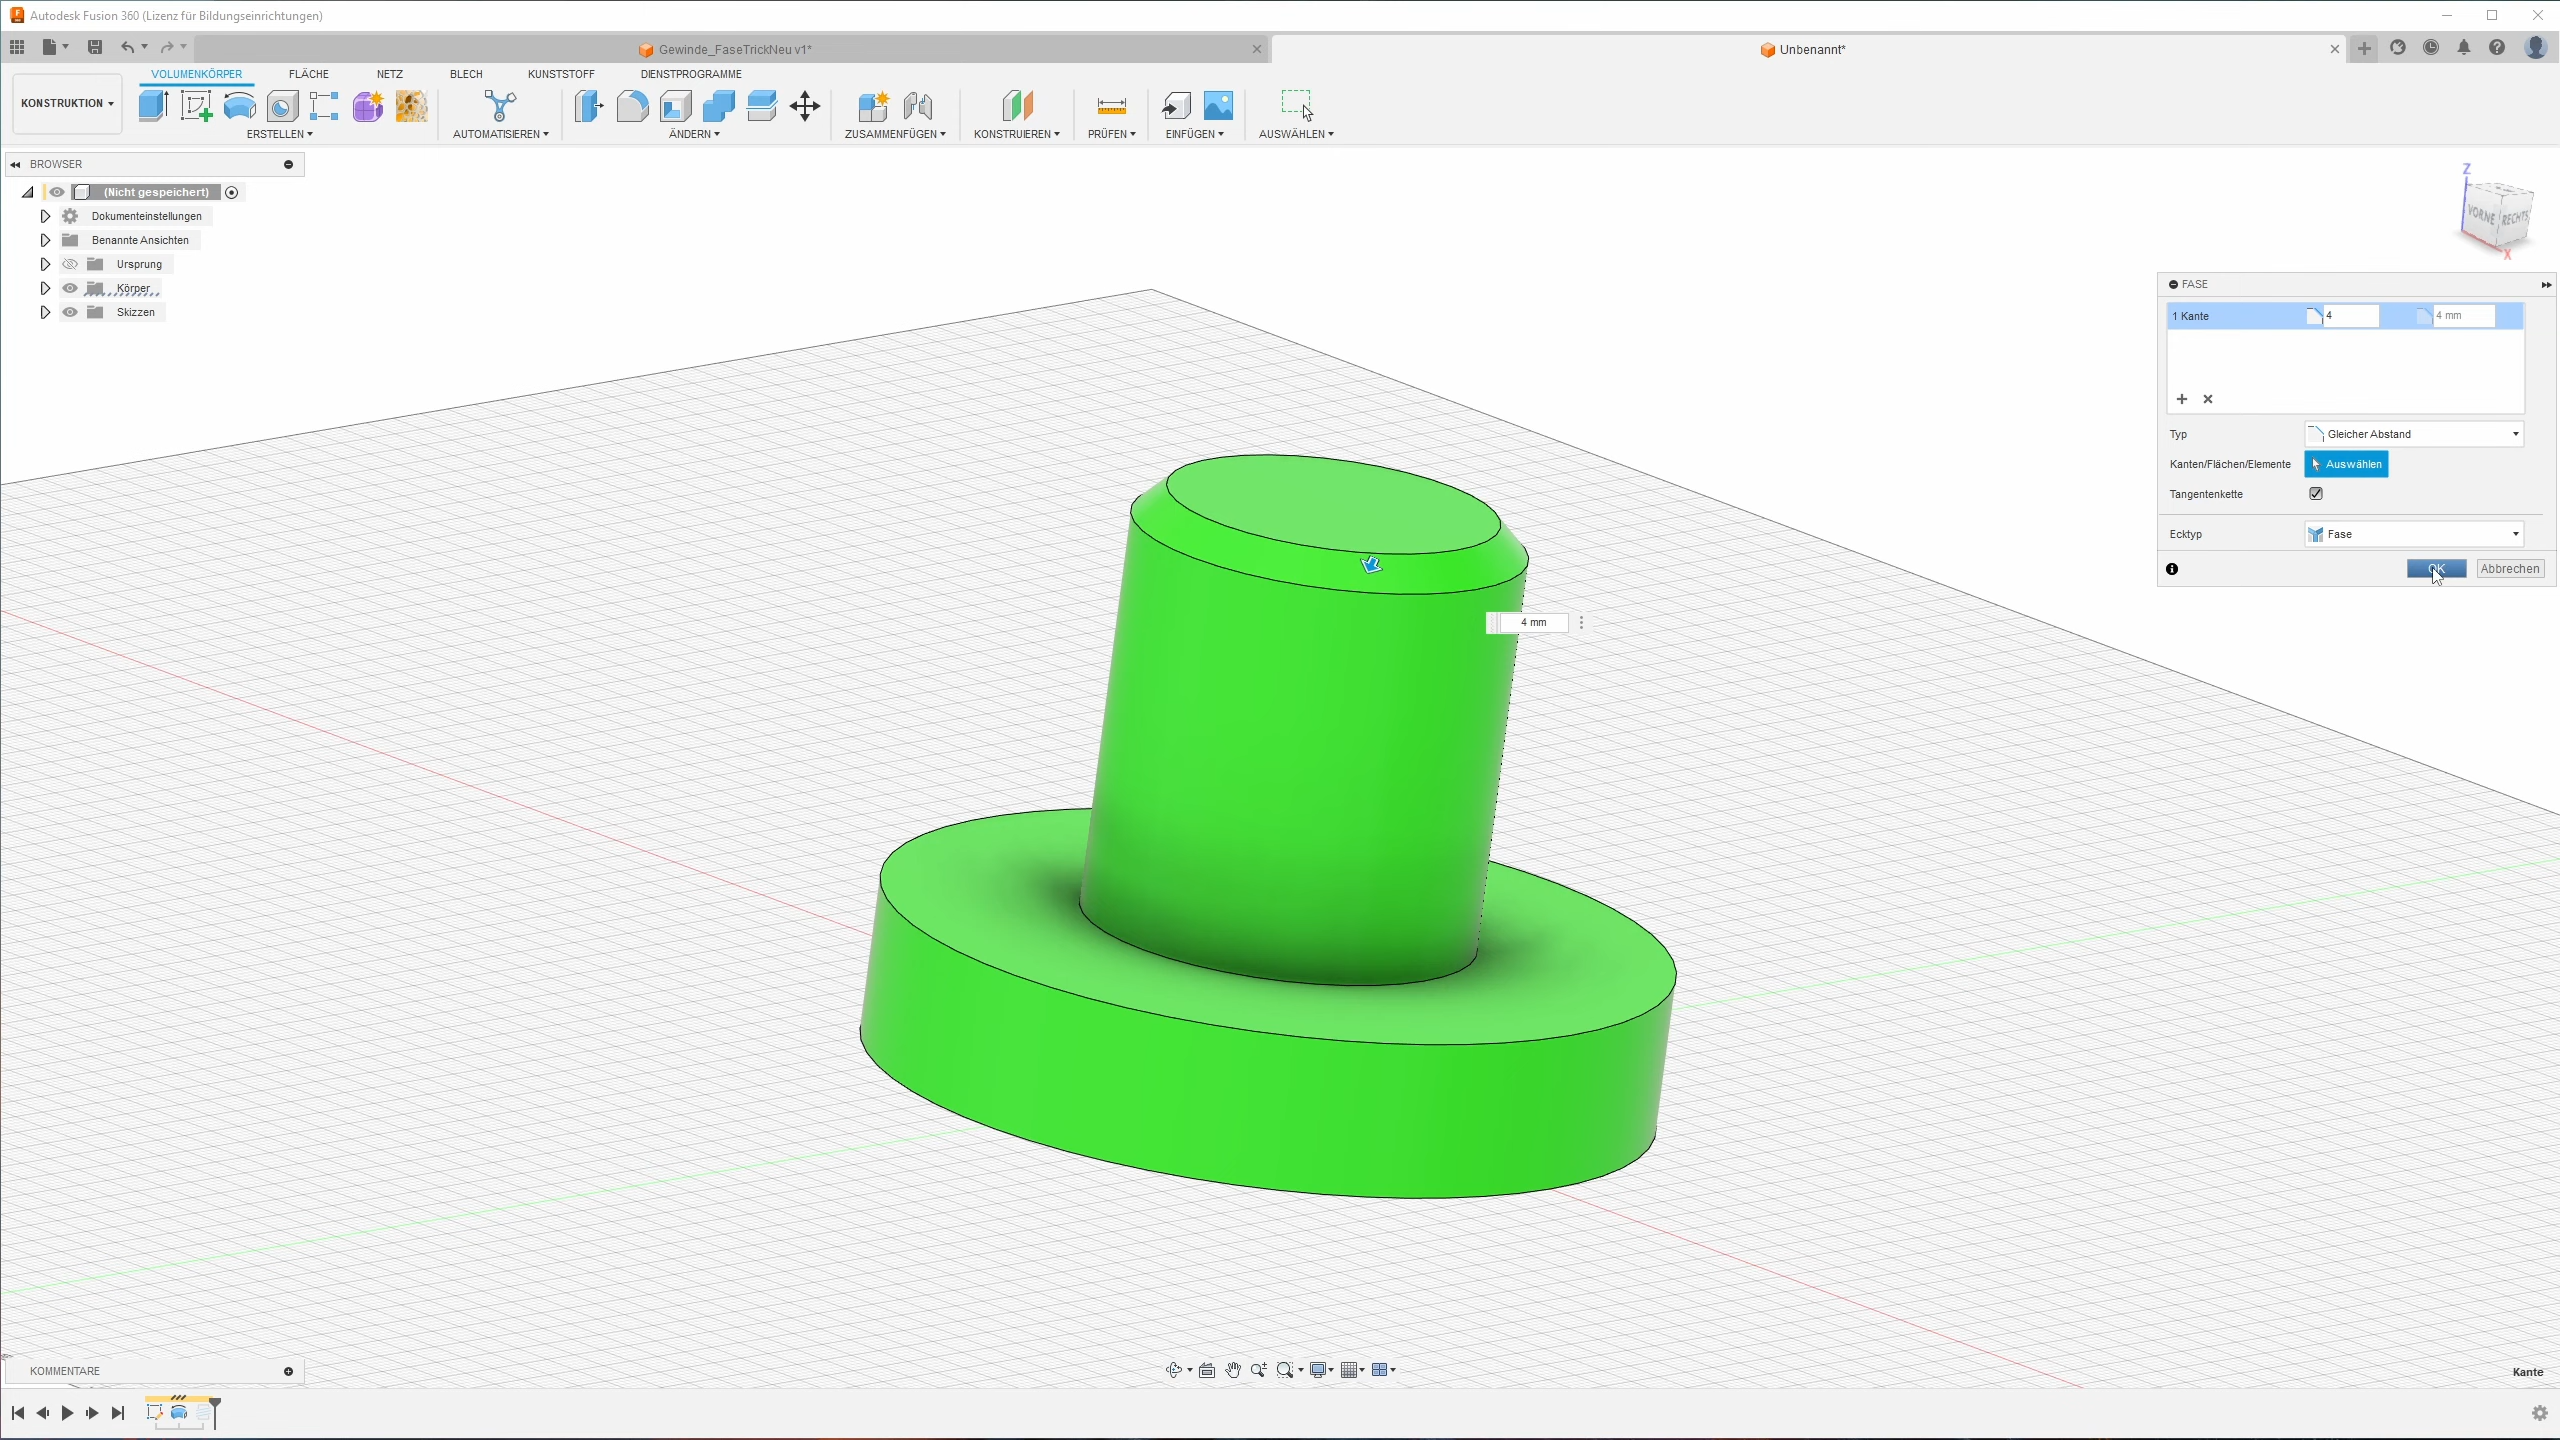 Autodesk Fusion 360 (Lizenz für Bildungseinrichtungen)
Gewinde_FaseTrickNeu v1*
Unbenannt*
VOLUMENKÖRPER FLÄCHE NETZ BLECH KUNSTSTOFF DIENSTPROGRAMME
KONSTRUKTION
ERSTELLEN AUTOMATISIEREN ÄNDERN ZUSAMMENFÜGEN KONSTRUIEREN PRÜFEN EINFÜGEN AUSWÄHLEN
BROWSER
(Nicht gespeichert)
Dokumenteinstellungen
Benannte Ansichten
Ursprung
Körper
Skizzen
Z
VORNE RECHTS
X
FASE
1 Kante 4 4 mm
Typ Gleicher Abstand
Kanten/Flächen/Elemente Auswählen
Tangentenkette
Ecktyp Fase
OK Abbrechen
4 mm
KOMMENTARE
Kante